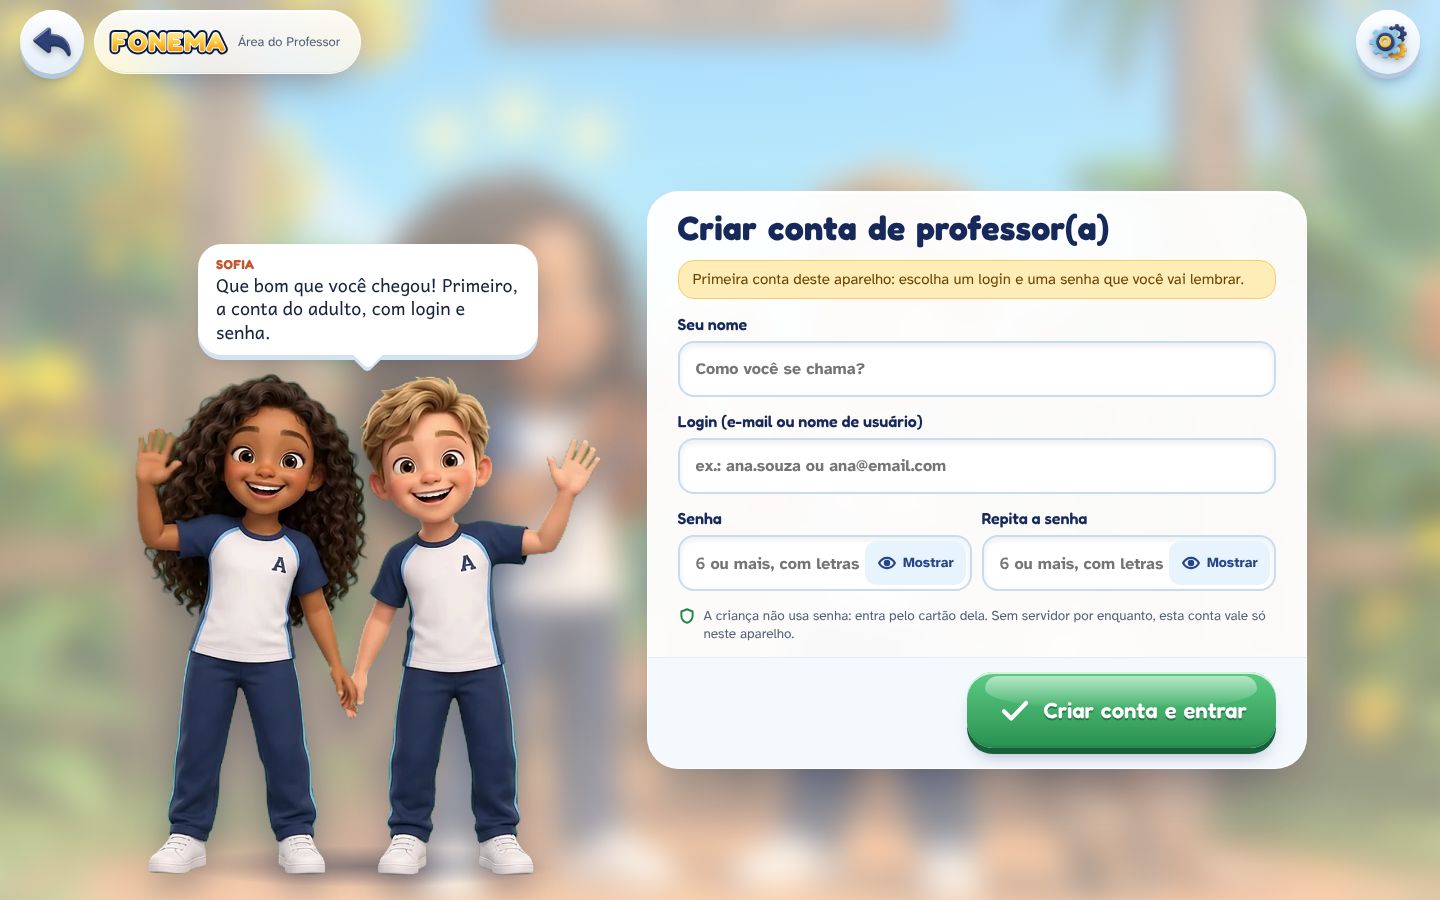 FONEMA Área do Professor
SOFIA
Que bom que você chegou! Primeiro,
a conta do adulto, com login e
senha.
A
A
Criar conta de professor(a)
Primeira conta deste aparelho: escolha um login e uma senha que você vai lembrar.
Seu nome
Como você se chama?
Login (e-mail ou nome de usuário)
ex.: ana.souza ou ana@email.com
Senha
Repita a senha
6 ou mais, com letras Mostrar
6 ou mais, com letras Mostrar
A criança não usa senha: entra pelo cartão dela. Sem servidor por enquanto, esta conta vale só
neste aparelho.
Criar conta e entrar